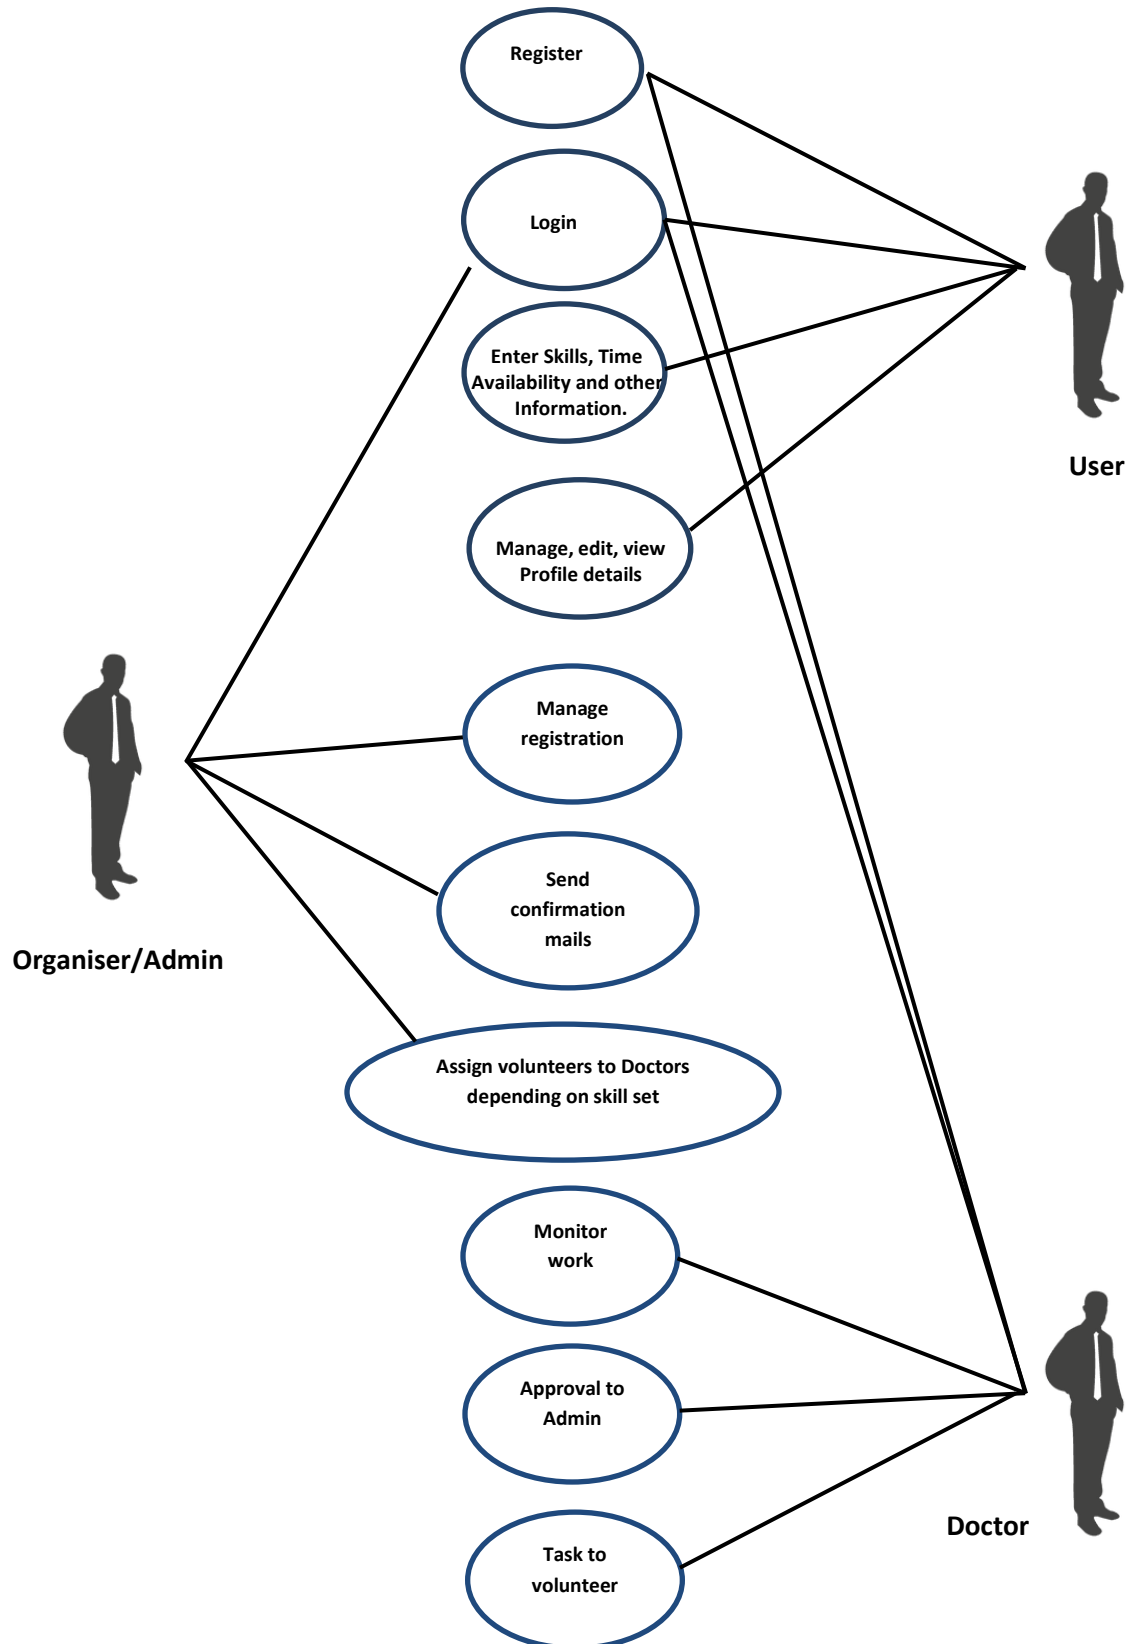 Register
Login
Enter Skills, Time
Availability and other
Information.
User
Manage, edit, view
Profile details
Manage
registration
Send
confirmation
mails
Organiser/Admin
Assign volunteers to Doctors
depending on skill set
Monitor
work
Approval to
Admin
Doctor
Task to
volunteer